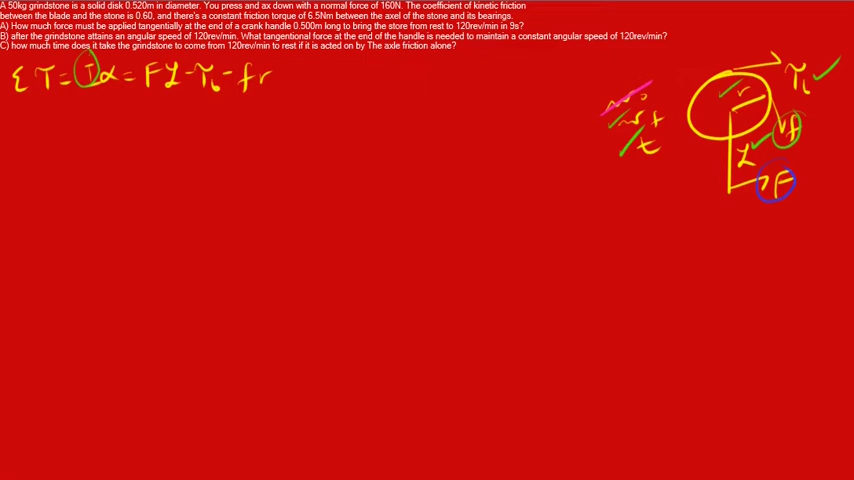 A 50kg grindstone is a solid disk 0.520m in diameter. You press and ax down with a normal force of 160N. The coefficient of kinetic friction
between the blade and the stone is 0.60, and there's a constant friction torque of 6.5Nm between the axel of the stone and its bearings.
A) How much force must be applied tangentially at the end of a crank handle 0.500m long to bring the store from rest to 120rev/min in 9s?
B) after the grindstone attains an angular speed of 120rev/min. What tangentional force at the end of the handle is needed to maintain a constant angular speed of 120rev/min?
C) how much time does it take the grindstone to come from 120rev/min to rest if it is acted on by The axle friction alone?
Σ τ = Iα = FL - τ - fr
r
τ
f
t
L
F